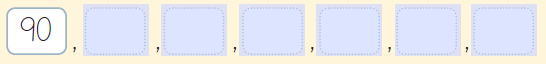 90 , , , , , ,